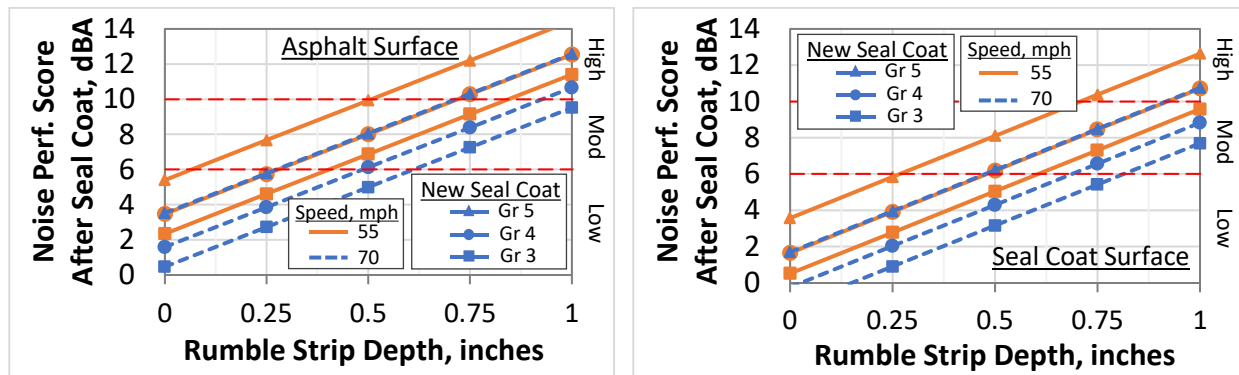 Noise Perf. Score
After Seal Coat, dBA
14
12
10
8
6
4
2
0
Asphalt Surface
Speed, mph
55
70
New Seal Coat
Gr 5
Gr 4
Gr 3
High
Mod
Low
0 0.25 0.5 0.75 1
Rumble Strip Depth, inches
Noise Perf. Score
After Seal Coat, dBA
14
12
10
8
6
4
2
0
New Seal Coat
Gr 5
Gr 4
Gr 3
Speed, mph
55
70
Seal Coat Surface
High
Mod
Low
0 0.25 0.5 0.75 1
Rumble Strip Depth, inches